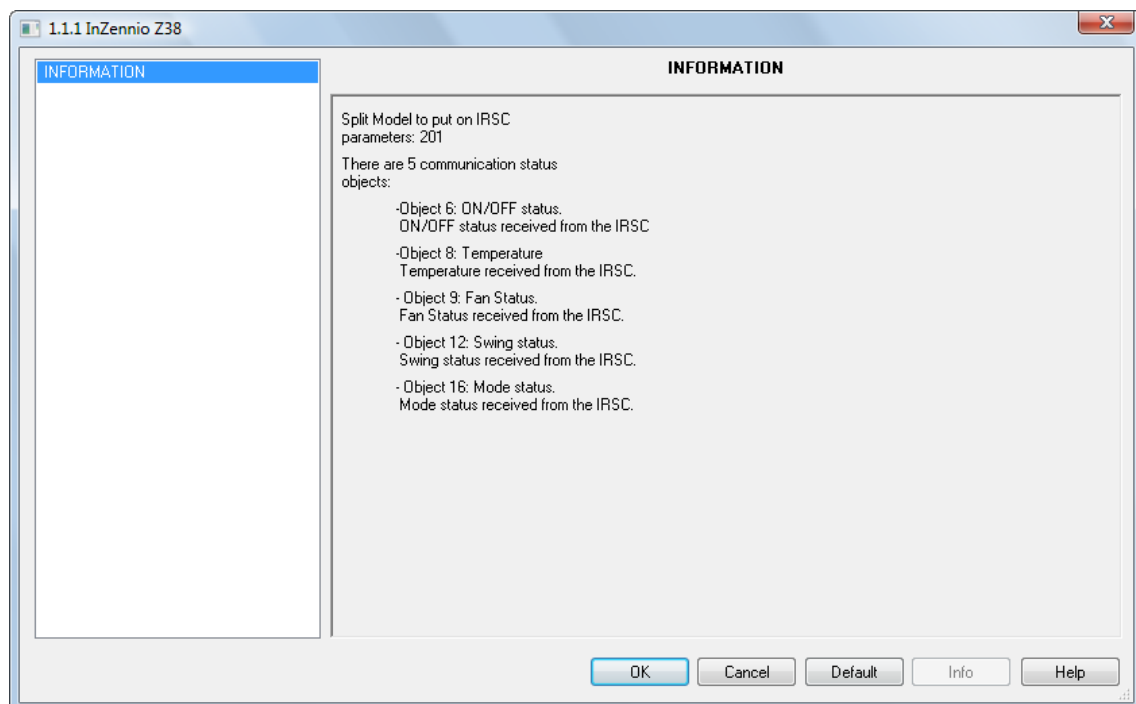 1.1.1 InZennio Z38
INFORMATION
INFORMATION
Split Model to put on IRSC
parameters: 201
There are 5 communication status
objects:
-Object 6: ON/OFF status.
ON/OFF status received from the IRSC
-Object 8: Temperature
Temperature received from the IRSC.
- Object 9: Fan Status.
Fan Status received from the IRSC.
- Object 12: Swing status.
Swing status received from the IRSC.
- Object 16: Mode status.
Mode status received from the IRSC.
OK Cancel Default Info Help